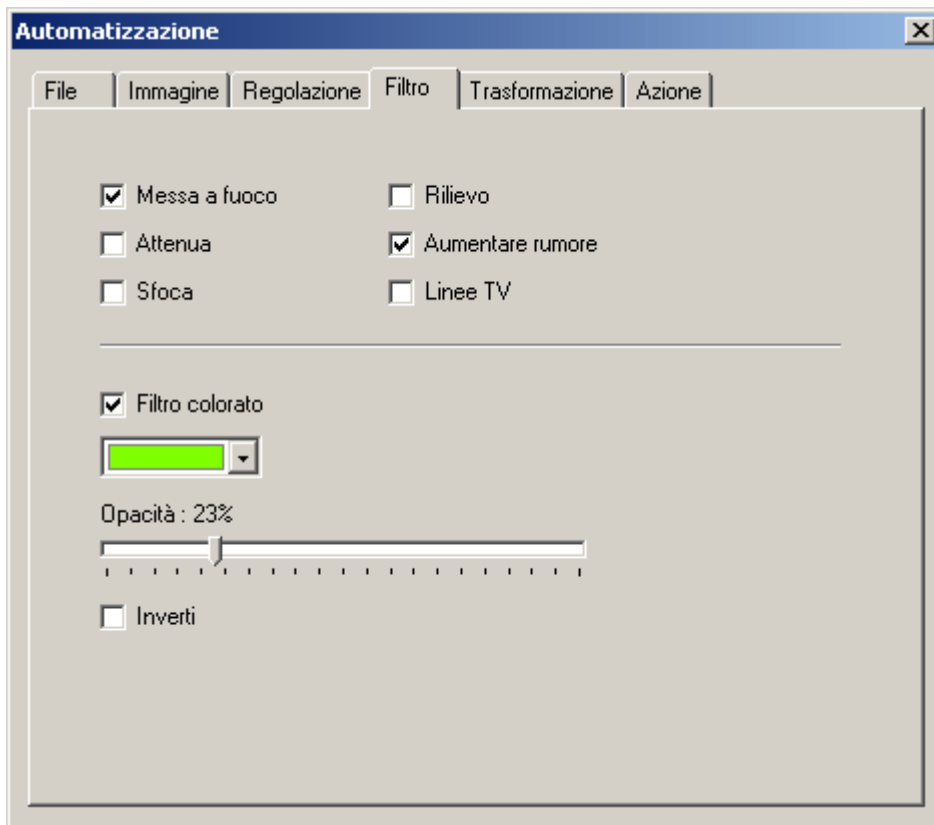 Automatizzazione
File Immagine Regolazione Filtro Trasformazione Azione
Messa a fuoco Rilievo
Attenua Aumentare rumore
Sfoca Linee TV
Filtro colorato
Opacità : 23%
Inverti